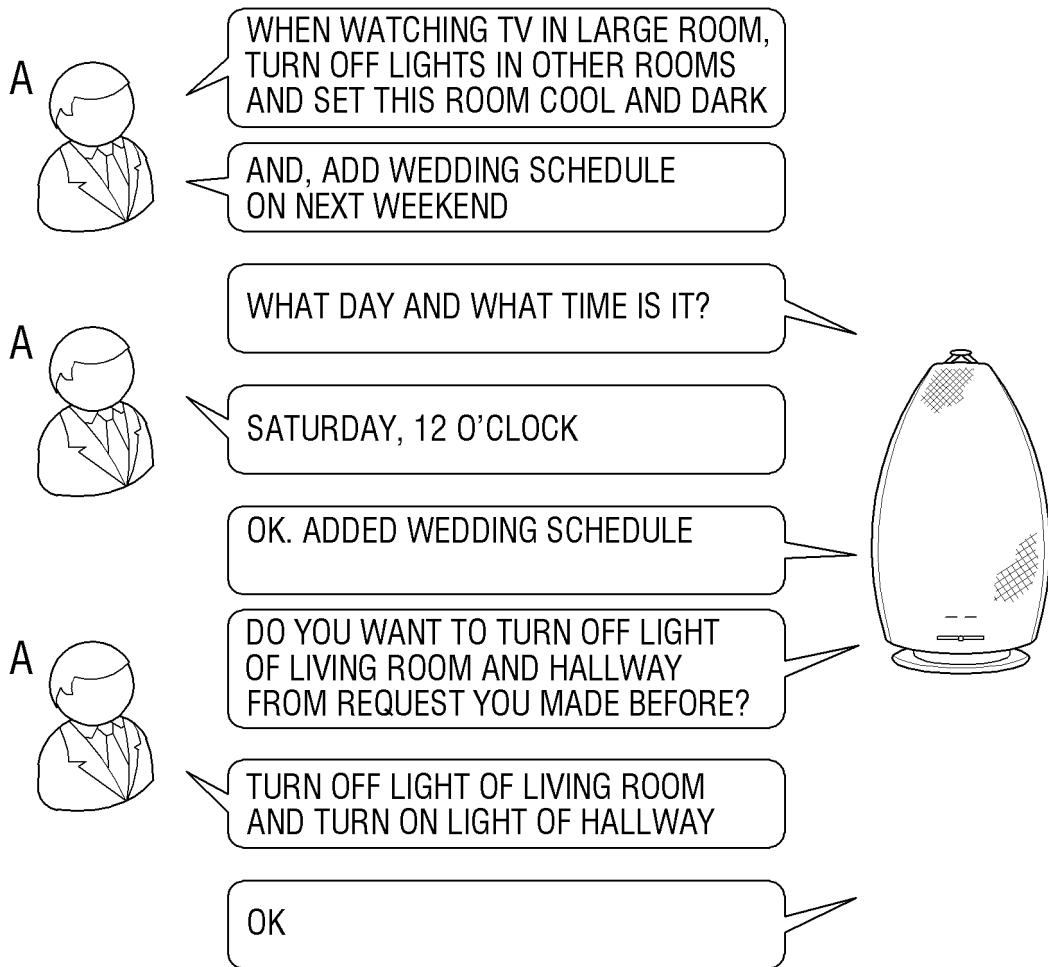 A
WHEN WATCHING TV IN LARGE ROOM,
TURN OFF LIGHTS IN OTHER ROOMS
AND SET THIS ROOM COOL AND DARK
AND, ADD WEDDING SCHEDULE
ON NEXT WEEKEND
WHAT DAY AND WHAT TIME IS IT?
A
SATURDAY, 12 O'CLOCK
OK. ADDED WEDDING SCHEDULE
DO YOU WANT TO TURN OFF LIGHT
OF LIVING ROOM AND HALLWAY
FROM REQUEST YOU MADE BEFORE?
A
TURN OFF LIGHT OF LIVING ROOM
AND TURN ON LIGHT OF HALLWAY
OK